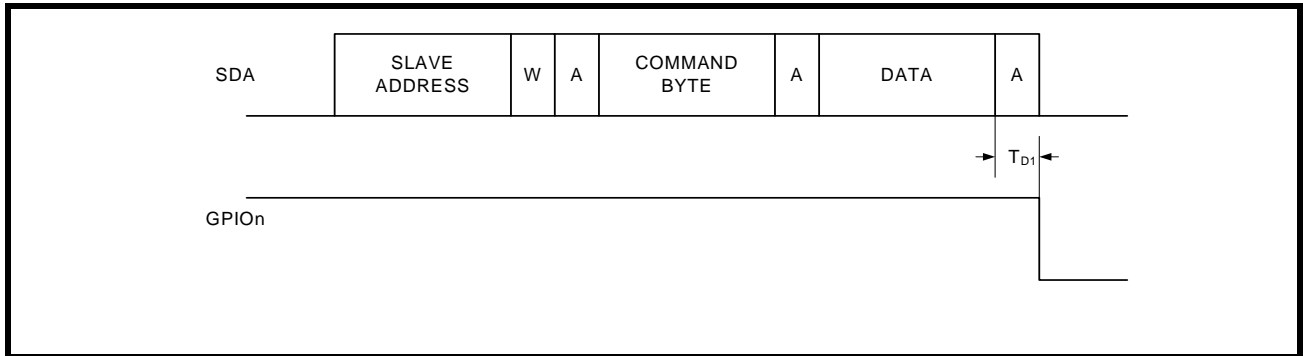 SDA
SLAVE
ADDRESS
W
A
COMMAND
BYTE
A
DATA
A
TD1
GPIOn